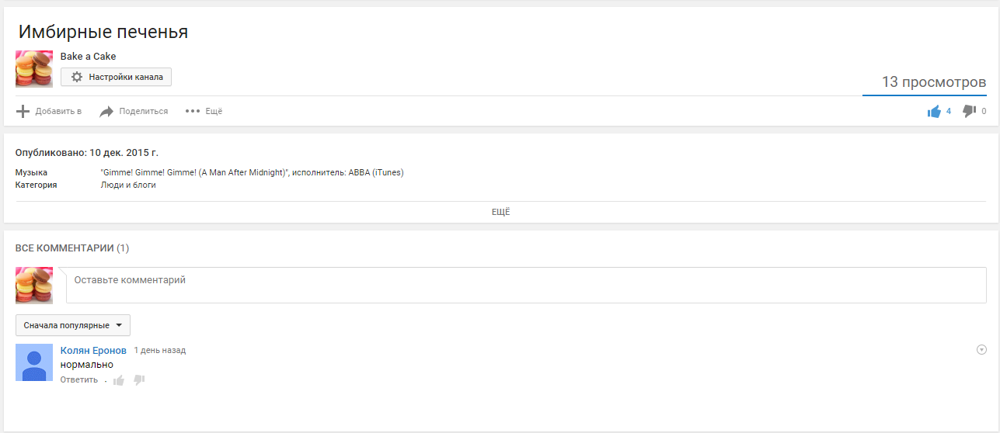 Имбирные печенья
Bake a Cake
Настройки канала
13 просмотров
Добавить в Поделиться Ещё 4 0
Опубликовано: 10 дек. 2015 г.
Музыка "Gimme! Gimme! Gimme! (A Man After Midnight)", исполнитель: ABBA (iTunes)
Категория Люди и блоги
ЕЩЁ
ВСЕ КОММЕНТАРИИ (1)
Оставьте комментарий
Сначала популярные
Колян Еронов 1 день назад
нормально
Ответить